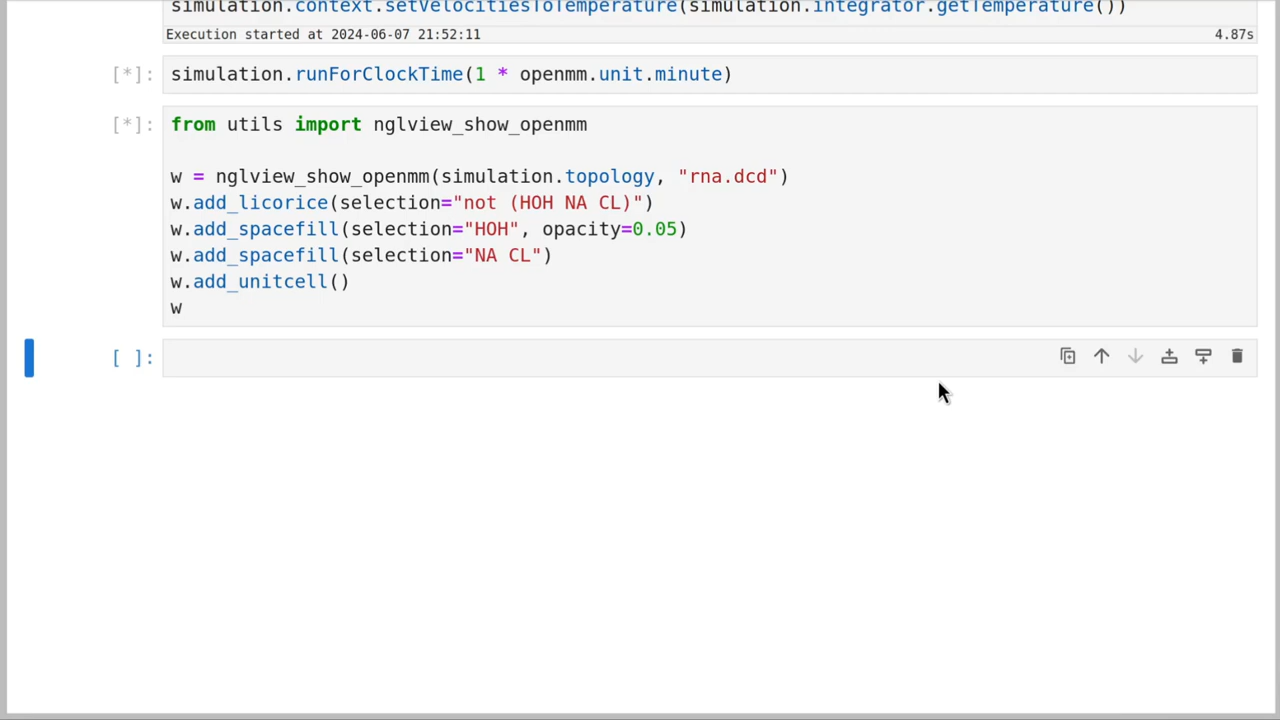 simulation.context.setVelocitiesToTemperature(simulation.integrator.getTemperature())
Execution started at 2024-06-07 21:52:11 4.87s
[*]: simulation.runForClockTime(1 * openmm.unit.minute)
[*]: from utils import nglview_show_openmm
w = nglview_show_openmm(simulation.topology, "rna.dcd")
w.add_licorice(selection="not (HOH NA CL)")
w.add_spacefill(selection="HOH", opacity=0.05)
w.add_spacefill(selection="NA CL")
w.add_unitcell()
w
[ ]: